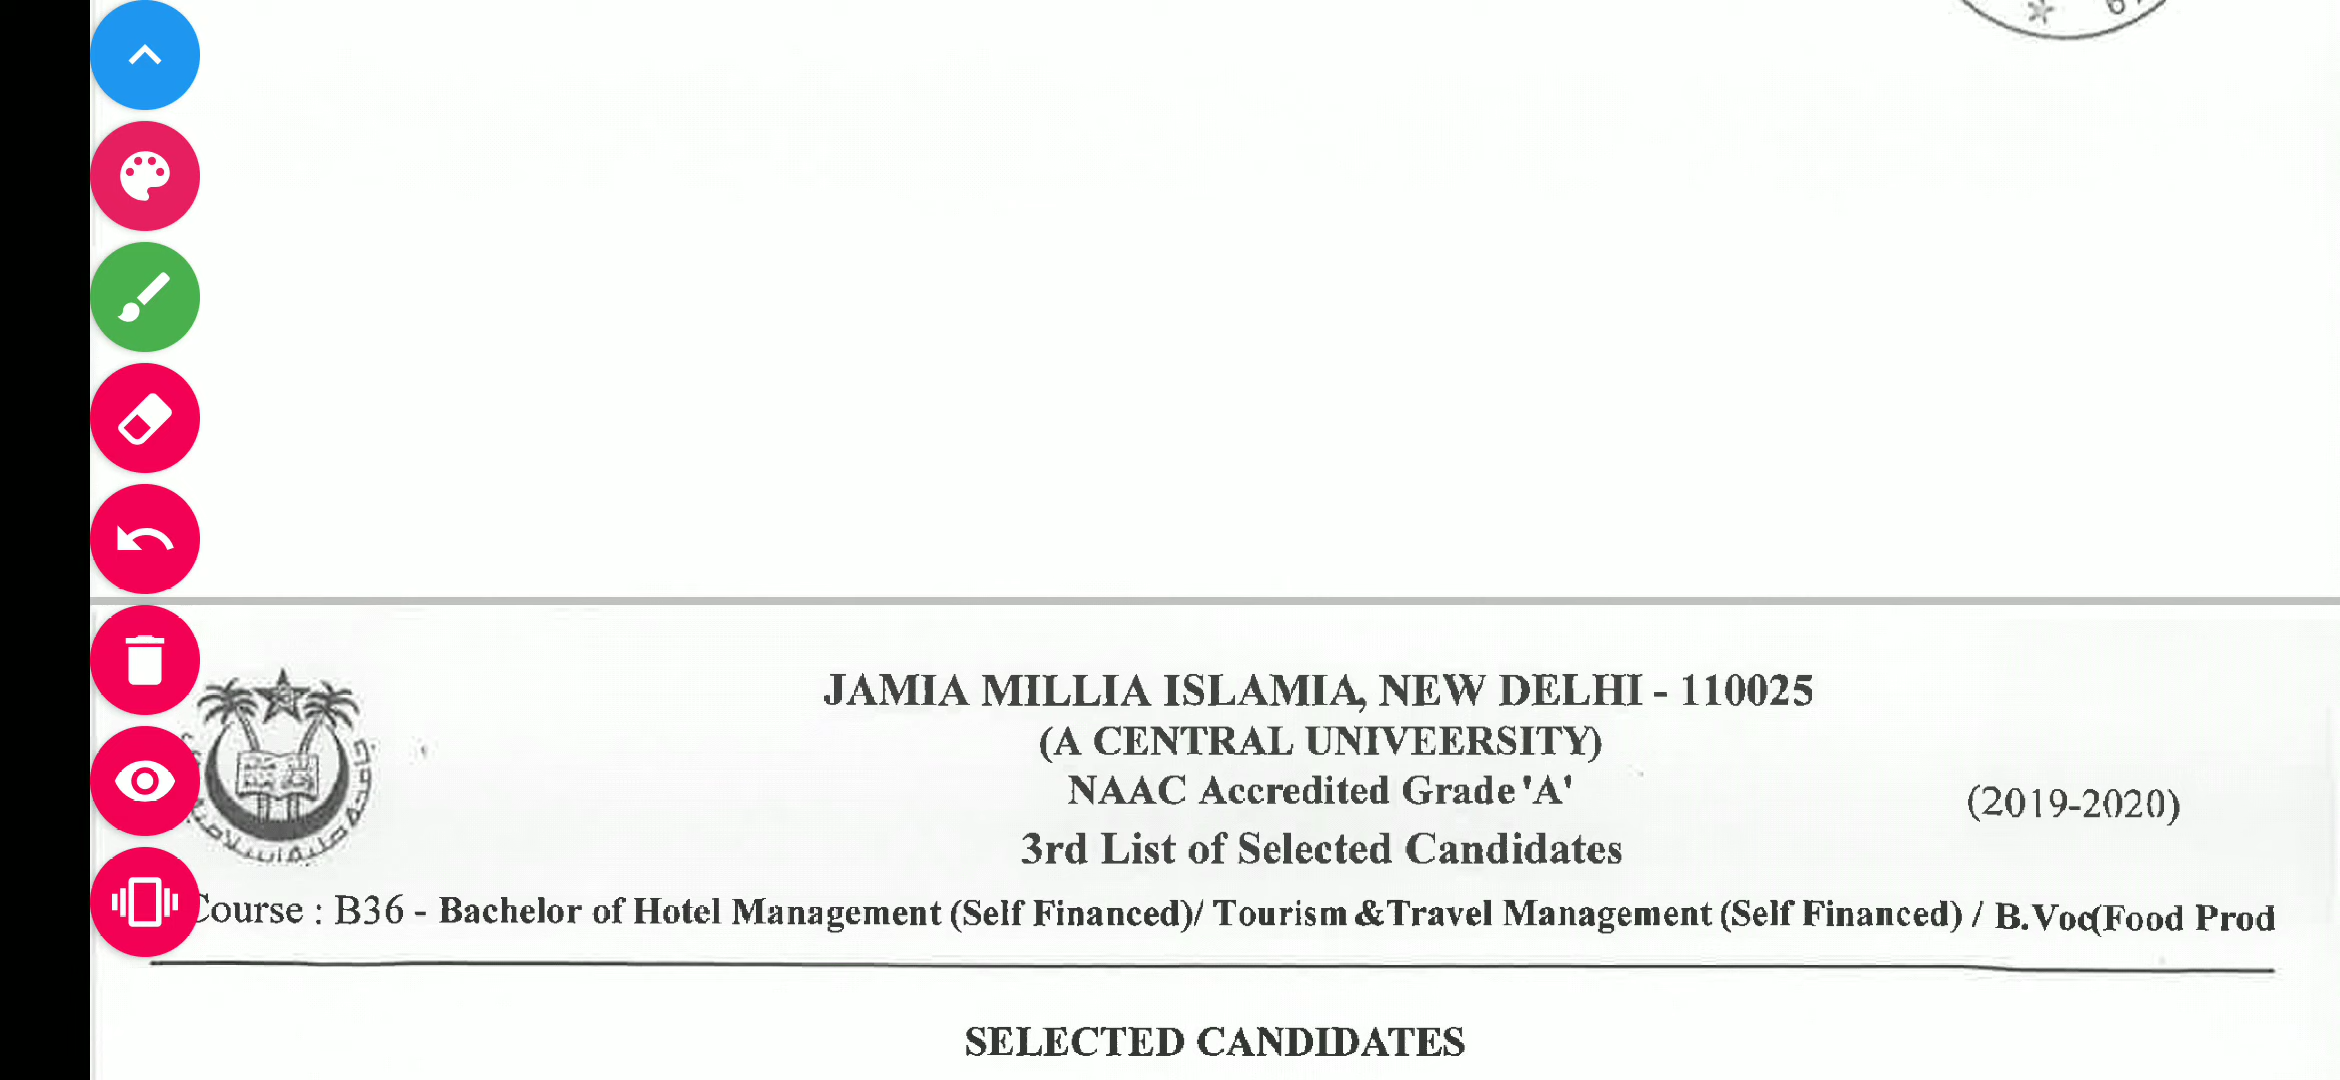 JAMIA MILLIA ISLAMIA, NEW DELHI - 110025
(A CENTRAL UNIVEERSITY)
NAAC Accredited Grade 'A'
(2019-2020)
3rd List of Selected Candidates
Course : B36 - Bachelor of Hotel Management (Self Financed)/ Tourism &Travel Management (Self Financed) / B.Voc(Food Prod
SELECTED CANDIDATES